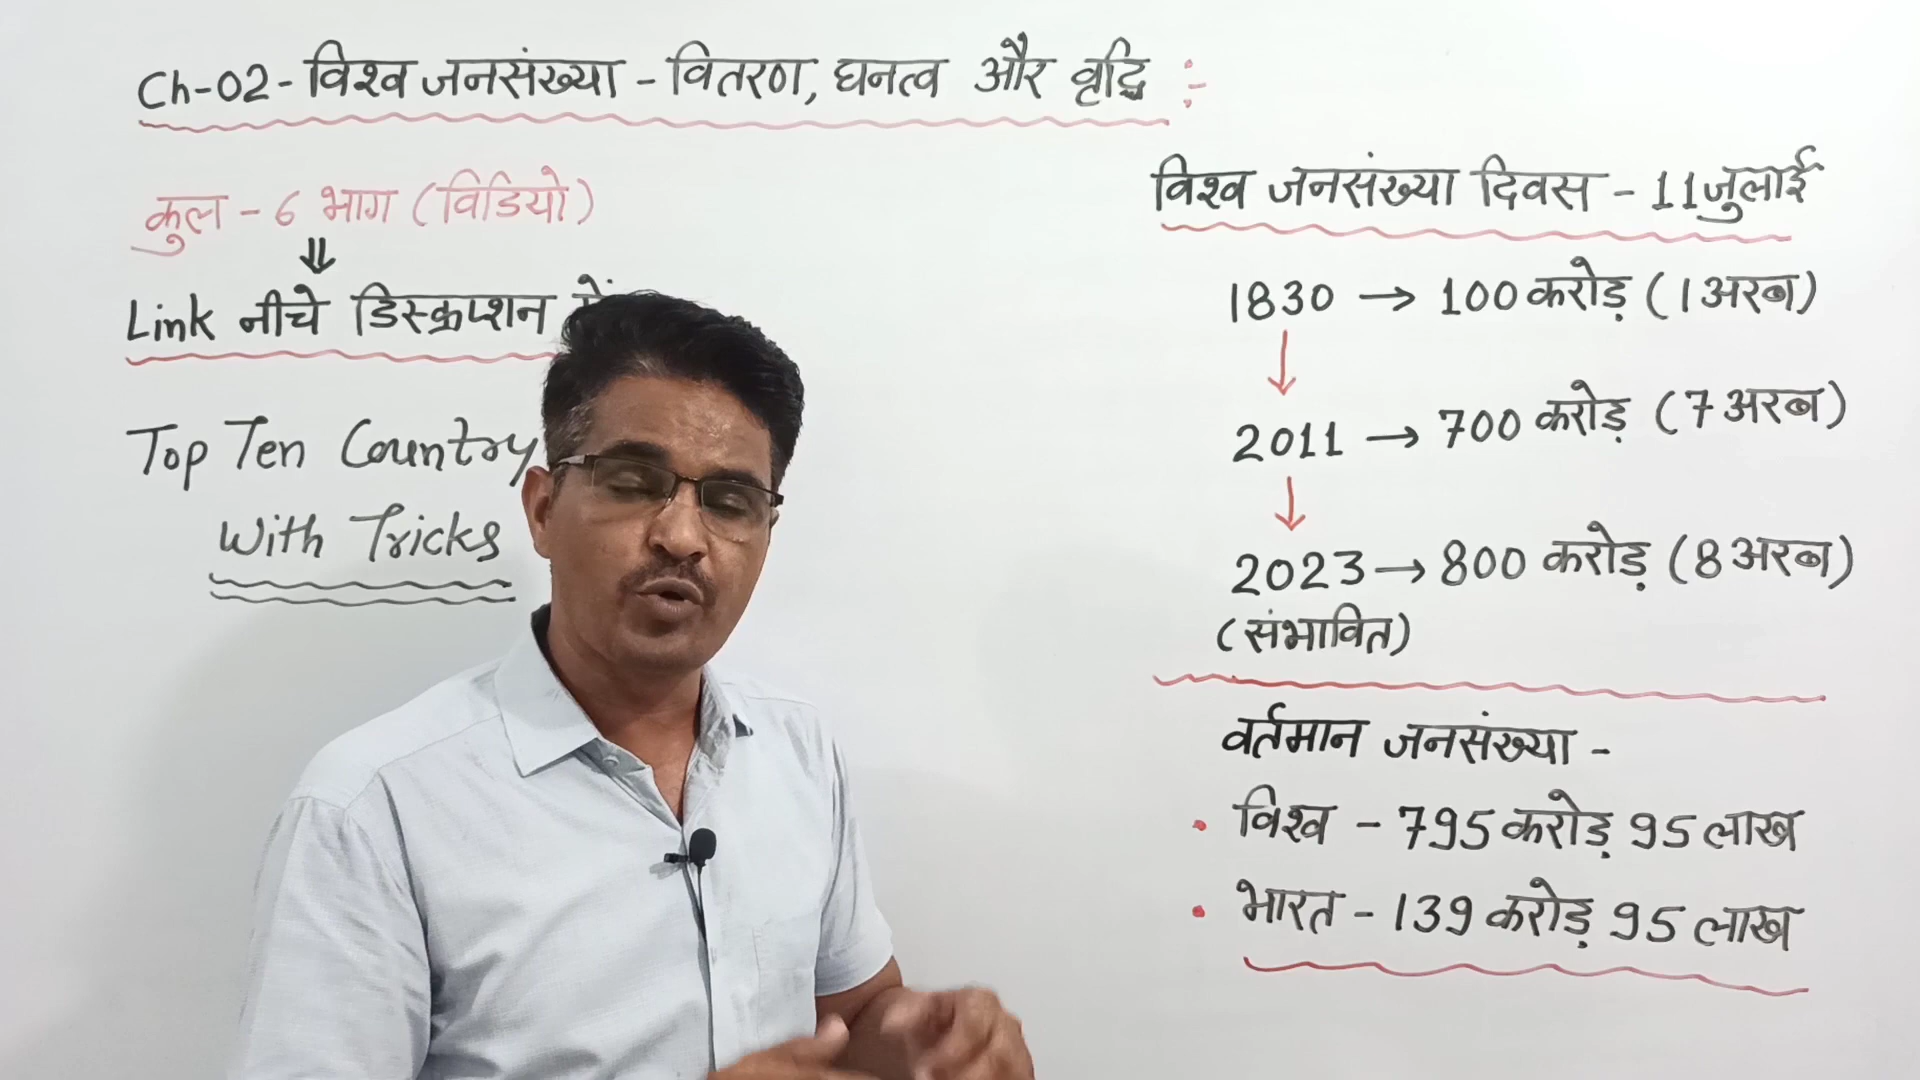 Ch-02- विश्व जनसंख्या - वितरण, घनत्व और वृद्धि :-
कुल - 6 भाग (विडियो)
⇓
Link नीचे डिस्क्रप्शन में
Top Ten Country
With Tricks
विश्व जनसंख्या दिवस - 11 जुलाई
1830 → 100 करोड़ (1 अरब)
↓
2011 → 700 करोड़ (7 अरब)
↓
2023 → 800 करोड़ (8 अरब)
(संभावित)
वर्तमान जनसंख्या -
• विश्व - 795 करोड़ 95 लाख
• भारत - 139 करोड़ 95 लाख